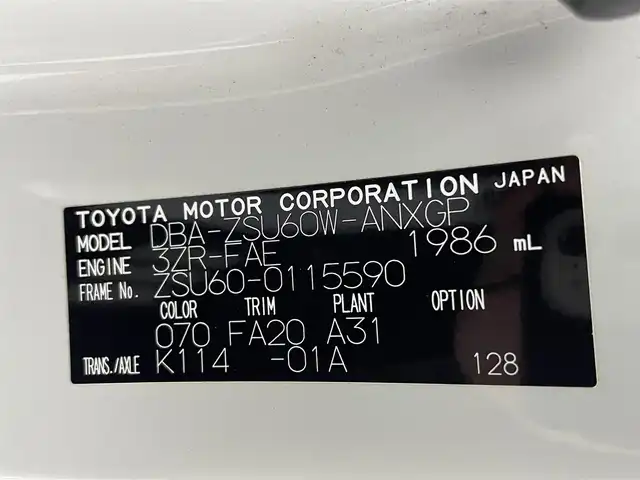 TOYOTA MOTOR CORPORATION JAPAN
MODEL DBA-ZSU60W-ANXGP
ENGINE 3ZR-FAE 1986 mL
FRAME No. ZSU60-0115590
COLOR TRIM PLANT OPTION
070 FA20 A31
TRANS./AXLE K114 -01A 128